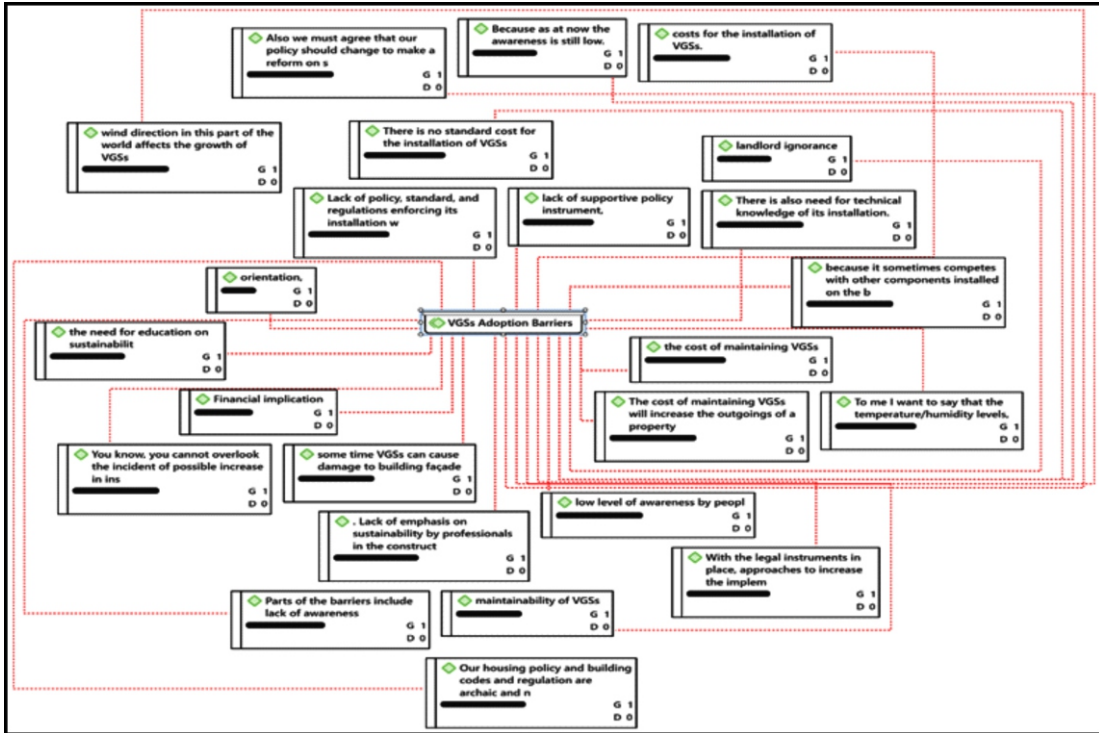 Also we must agree that our
policy should change to make a
reform on s
G 1
D 0
Because as at now the
awareness is still low.
G 1
D 0
costs for the installation of
VGSs.
G 1
D 0
wind direction in this part of the
world affects the growth of
VGSs
G 1
D 0
There is no standard cost for
the installation of VGSs
G 1
D 0
landlord ignorance
G 1
D 0
Lack of policy, standard, and
regulations enforcing its
installation w
G 1
D 0
lack of supportive policy
instrument,
G 1
D 0
There is also need for technical
knowledge of its installation.
G 1
D 0
orientation,
G 1
D 0
because it sometimes competes
with other components installed
on the b
G 1
D 0
VGSs Adoption Barriers
the need for education on
sustainabilit
G 1
D 0
the cost of maintaining VGSs
G 1
D 0
Financial implication
G 1
D 0
The cost of maintaining VGSs
will increase the outgoings of a
property
G 1
D 0
To me I want to say that the
temperature/humidity levels,
G 1
D 0
You know, you cannot overlook
the incident of possible increase
in ins
G 1
D 0
some time VGSs can cause
damage to building façade
G 1
D 0
low level of awareness by peopl
G 1
D 0
. Lack of emphasis on
sustainability by professionals
in the construct
G 1
D 0
With the legal instruments in
place, approaches to increase
the implem
G 1
D 0
Parts of the barriers include
lack of awareness
G 1
D 0
maintainability of VGSs
G 1
D 0
Our housing policy and building
codes and regulation are
archaic and n
G 1
D 0